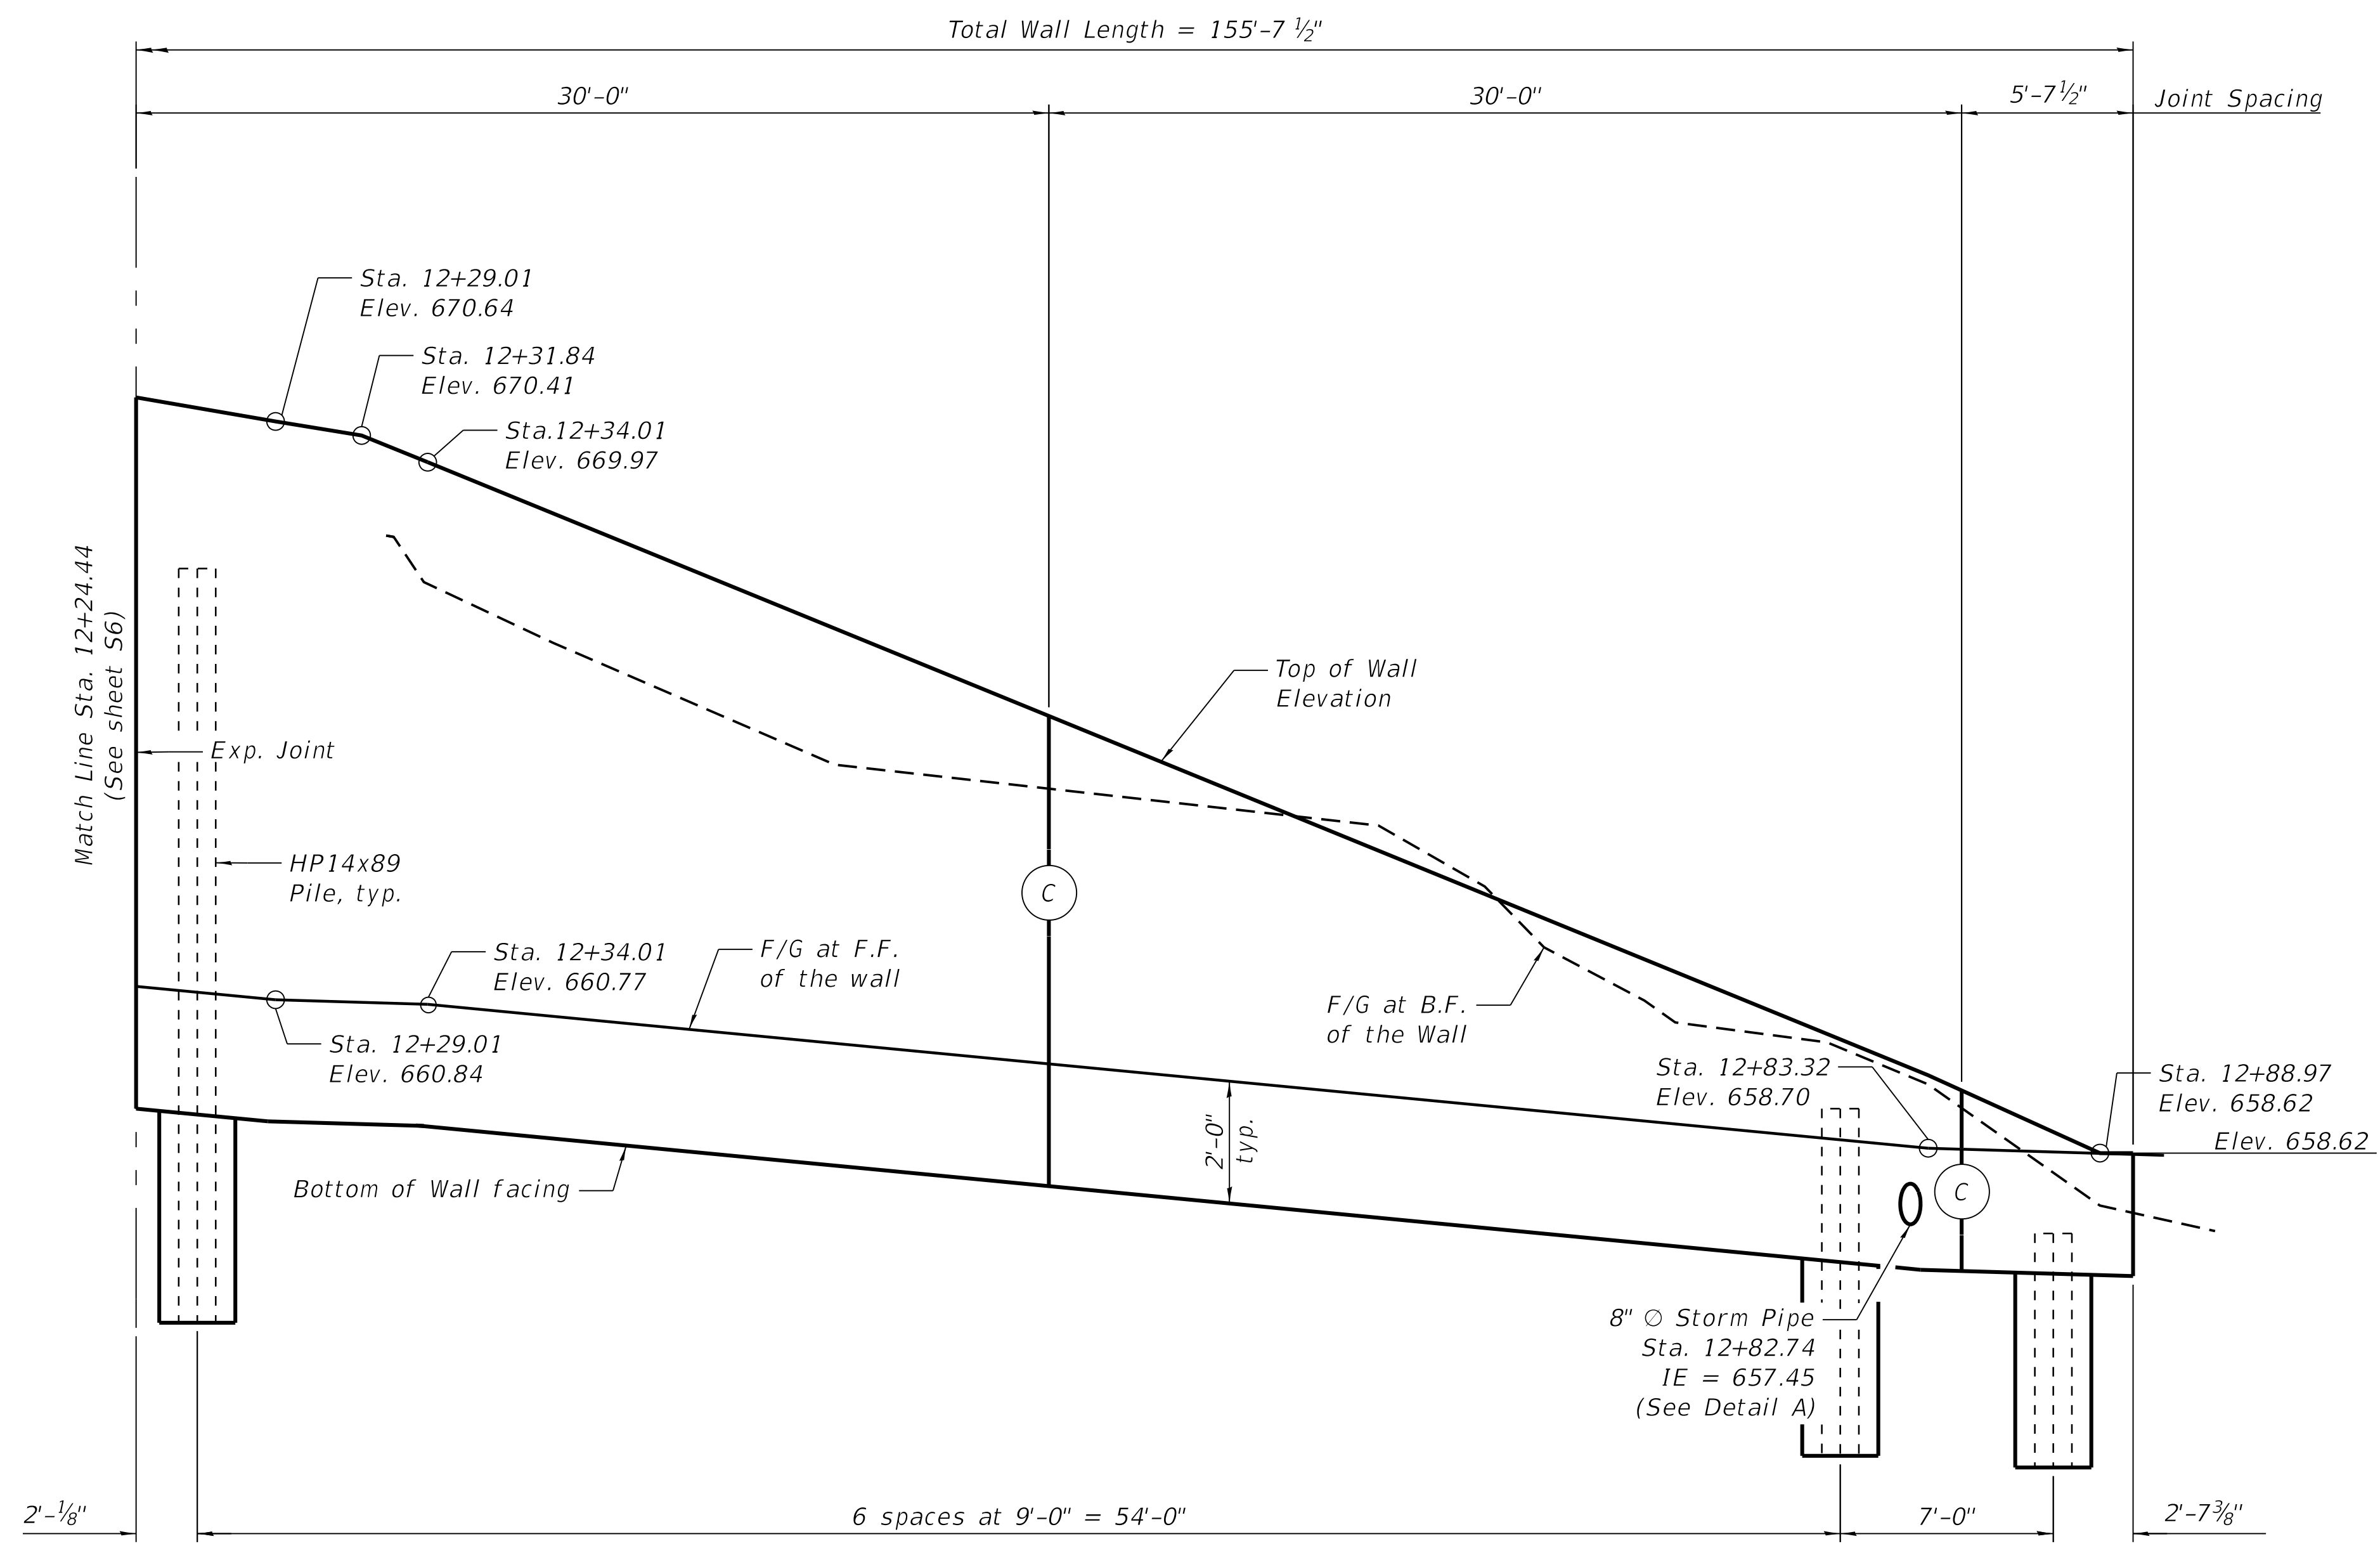 Total Wall Length = 155'-7 ½"
30'-0"
30'-0"
5'-7½"
Joint Spacing
Sta. 12+29.01
Elev. 670.64
Sta. 12+31.84
Elev. 670.41
Sta.12+34.01
Elev. 669.97
Match Line Sta. 12+24.44
(See sheet S6)
Top of Wall
Elevation
Exp. Joint
HP14x89
Pile, typ.
C
Sta. 12+34.01
Elev. 660.77
F/G at F.F.
of the wall
F/G at B.F.
of the Wall
Sta. 12+29.01
Elev. 660.84
Sta. 12+83.32
Elev. 658.70
Sta. 12+88.97
Elev. 658.62
Elev. 658.62
2'-0"
typ.
Bottom of Wall facing
C
8" ∅ Storm Pipe
Sta. 12+82.74
IE = 657.45
(See Detail A)
2'-⅛"
6 spaces at 9'-0" = 54'-0"
7'-0"
2'-7⅜"